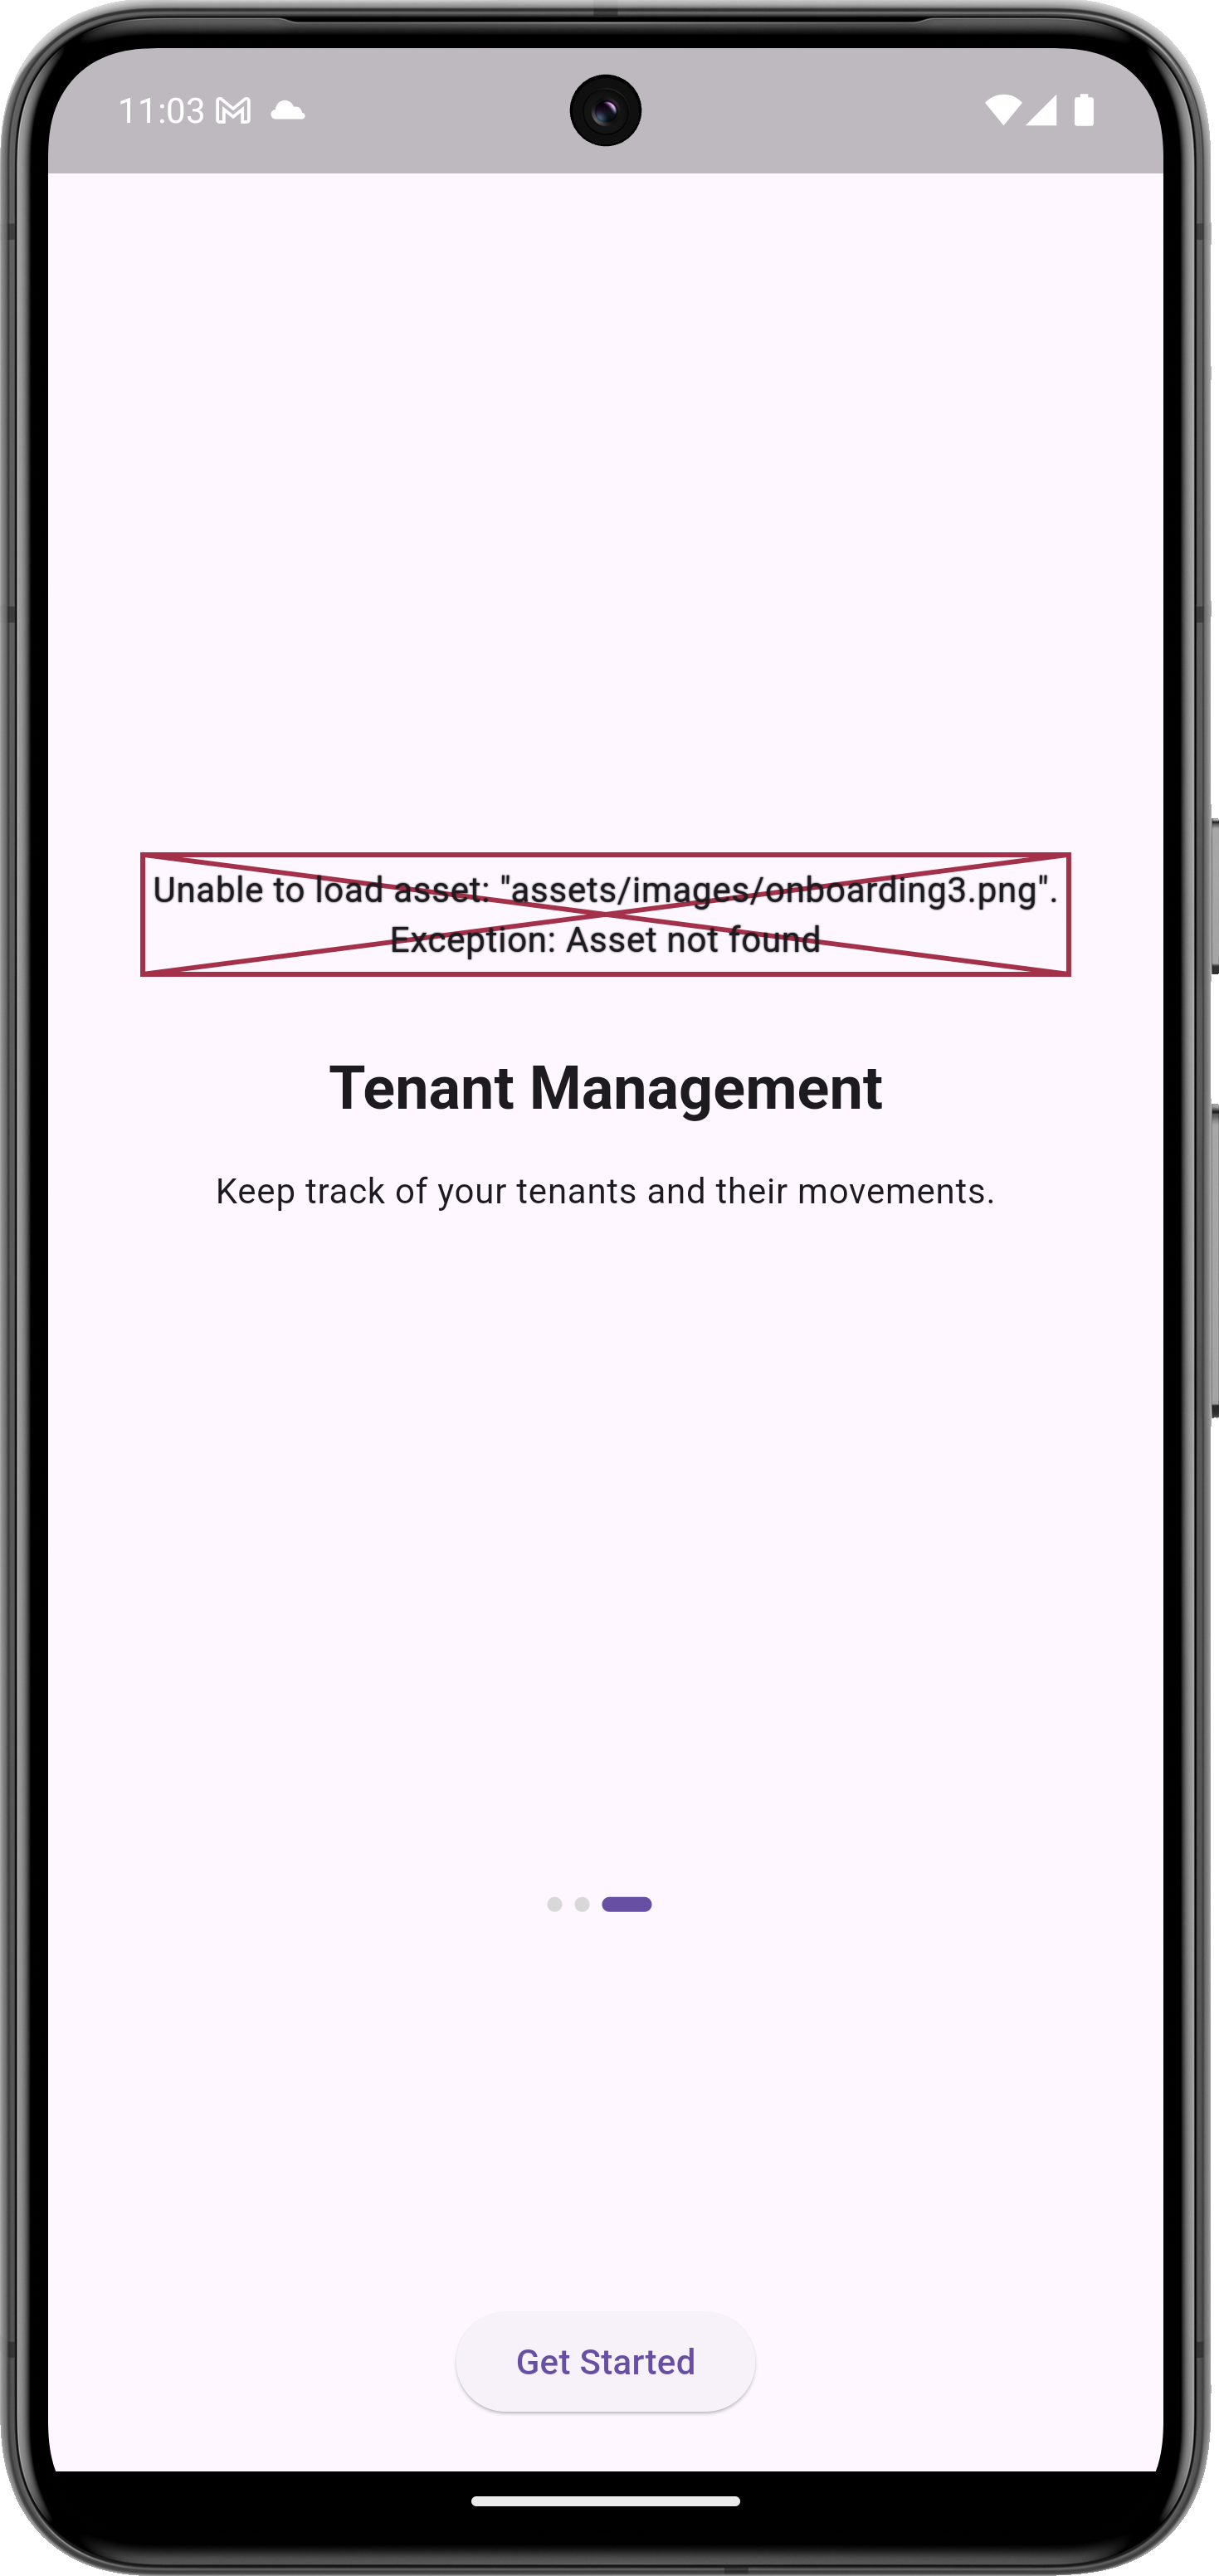 11:03
Unable to load asset: "assets/images/onboarding3.png".
Exception: Asset not found
Tenant Management
Keep track of your tenants and their movements.
Get Started